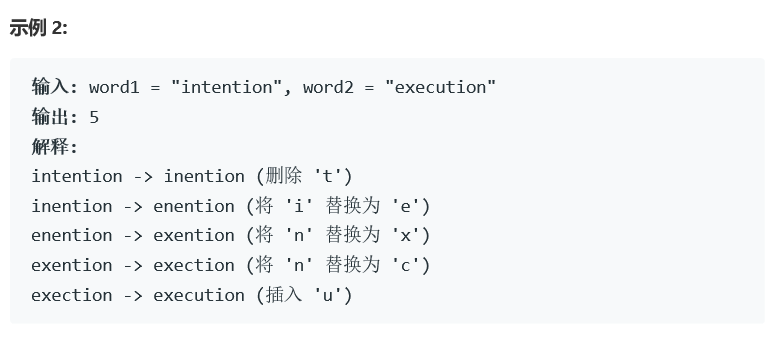 示例 2:
输入: word1 = "intention", word2 = "execution"
输出: 5
解释:
intention -> inention (删除 't')
inention -> enention (将 'i' 替换为 'e')
enention -> exention (将 'n' 替换为 'x')
exention -> exection (将 'n' 替换为 'c')
exection -> execution (插入 'u')